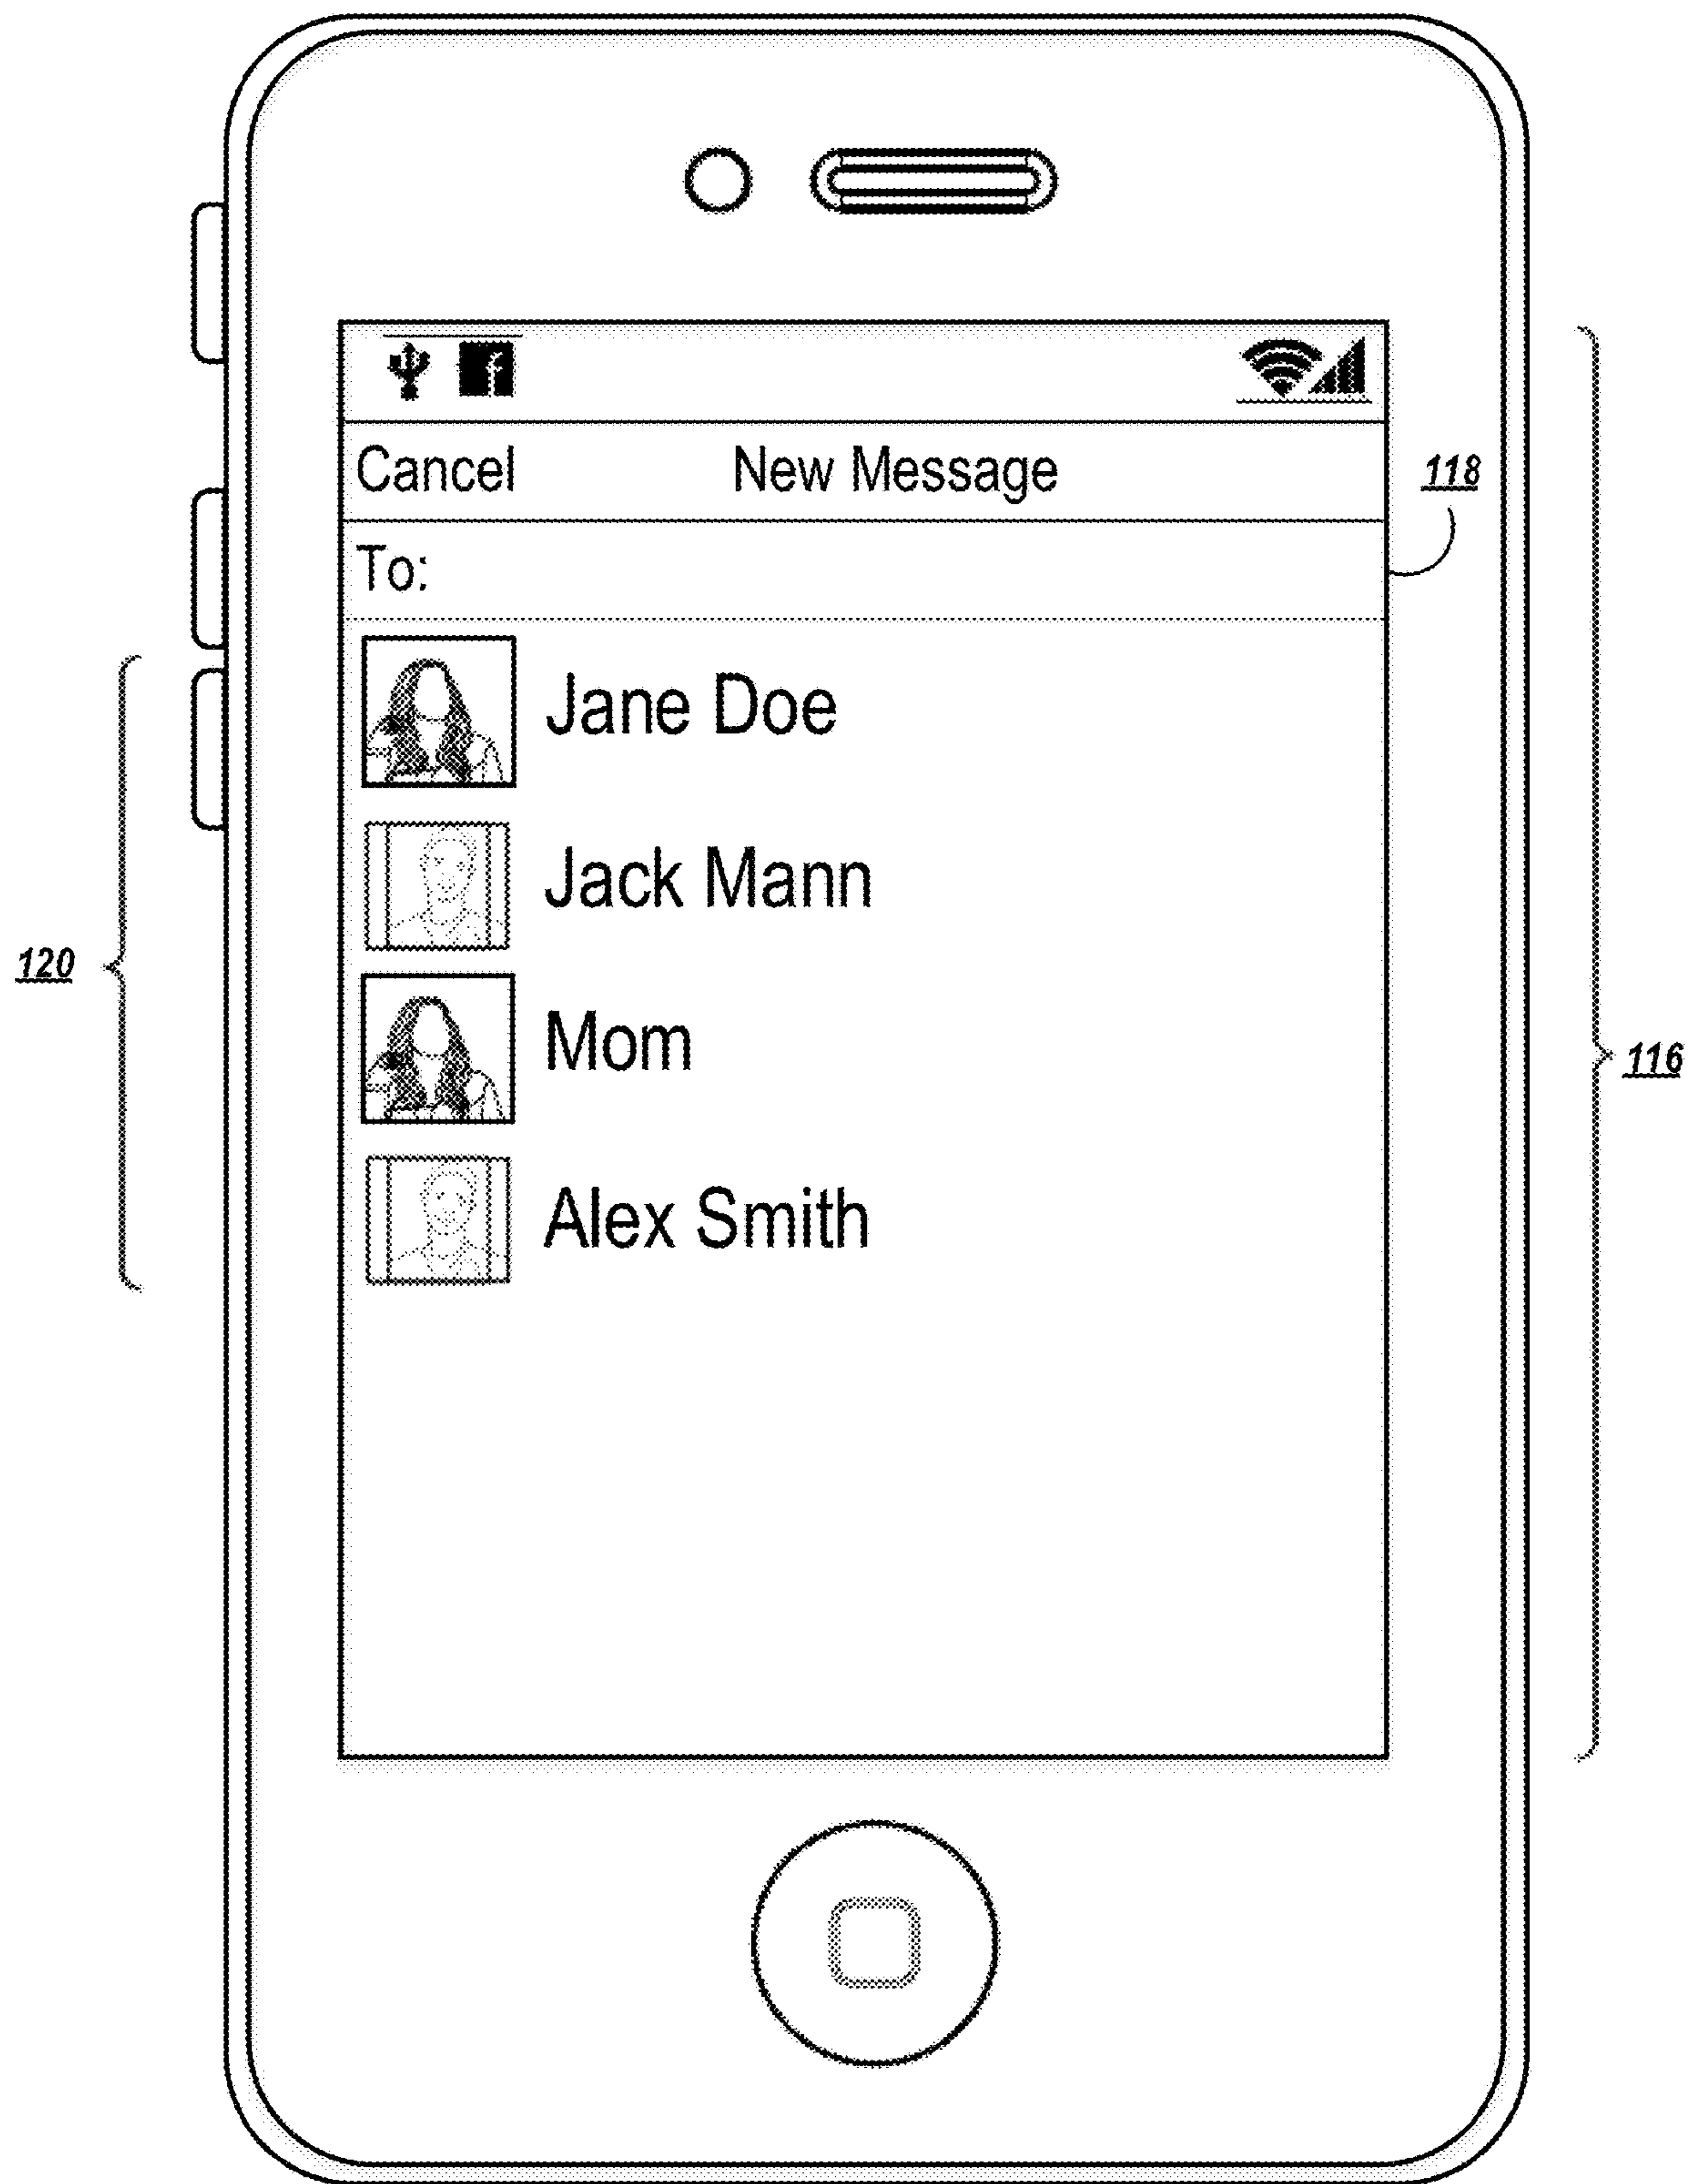 f
Cancel New Message
118
To:
Jane Doe
Jack Mann
120
Mom
116
Alex Smith